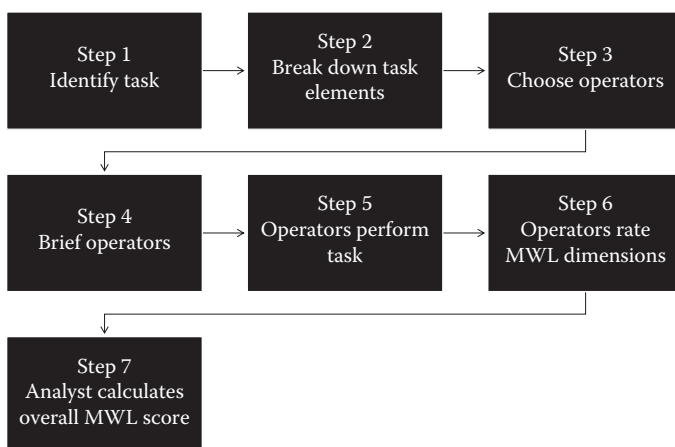 Step 1
Identify task
Step 2
Break down task
elements
Step 3
Choose operators
Step 4
Brief operators
Step 5
Operators perform
task
Step 6
Operators rate
MWL dimensions
Step 7
Analyst calculates
overall MWL score